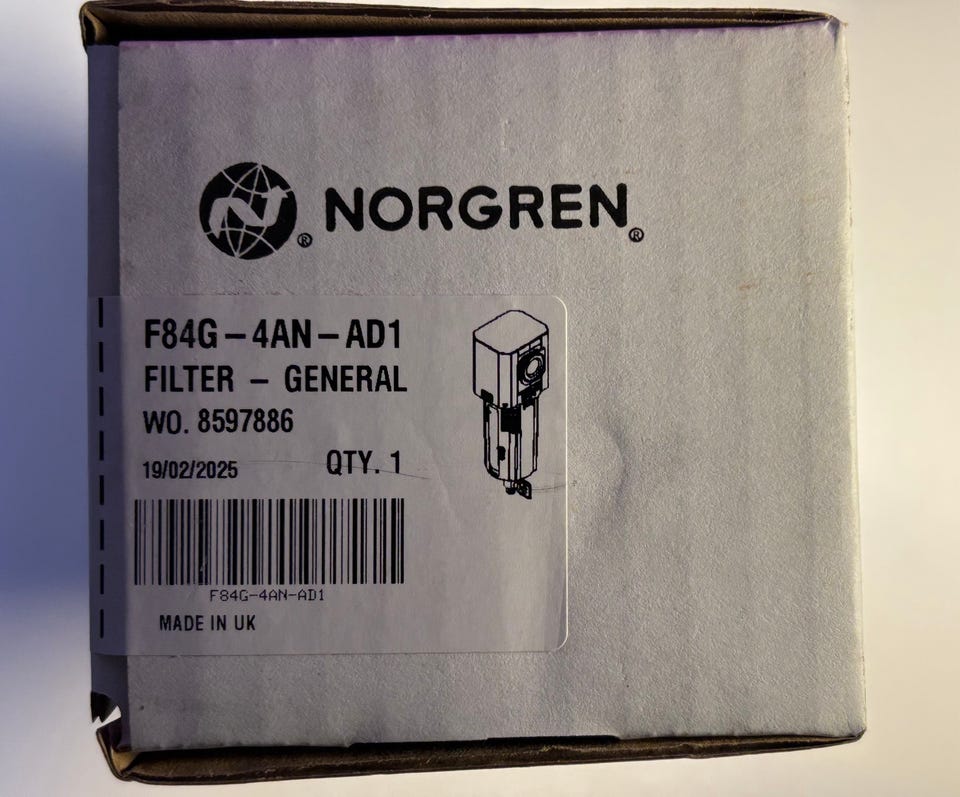 NORGREN
F84G-4AN-AD1
FILTER - GENERAL
WO. 8597886
19/02/2025 QTY. 1
F84G-4AN-AD1
MADE IN UK